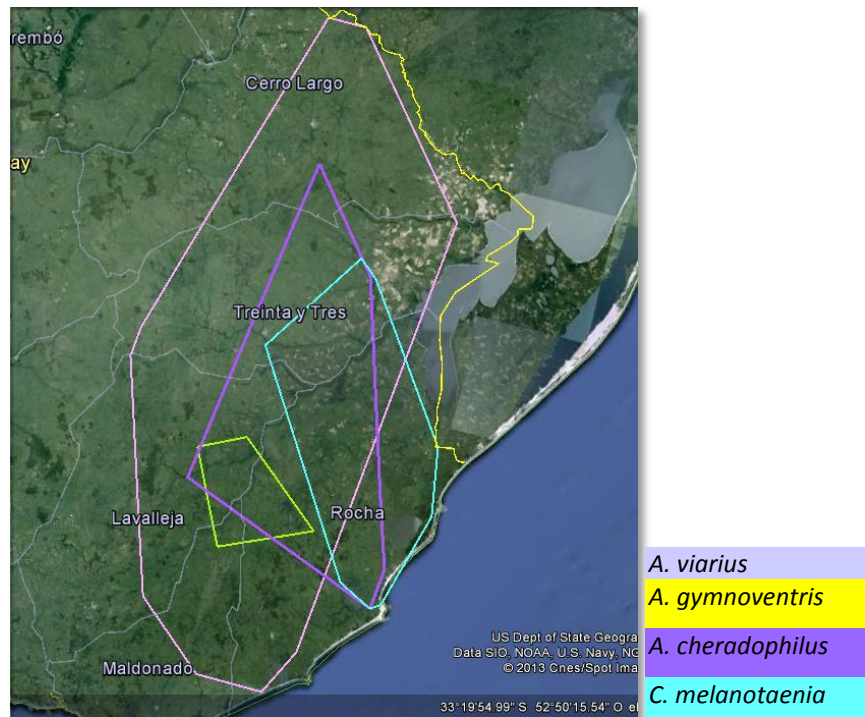 rembó
Cerro Largo
ay
Treinta y Tres
Lavalleja
Rocha
Maldonado
US Dept of State Geogra
Data SIO, NOAA, U.S. Navy, NG
© 2013 Cnes/Spot Ima
33°19'54.99" S 52°50'15.54" O el
A. viarius
A. gymnoventris
A. cheradophilus
C. melanotaenia